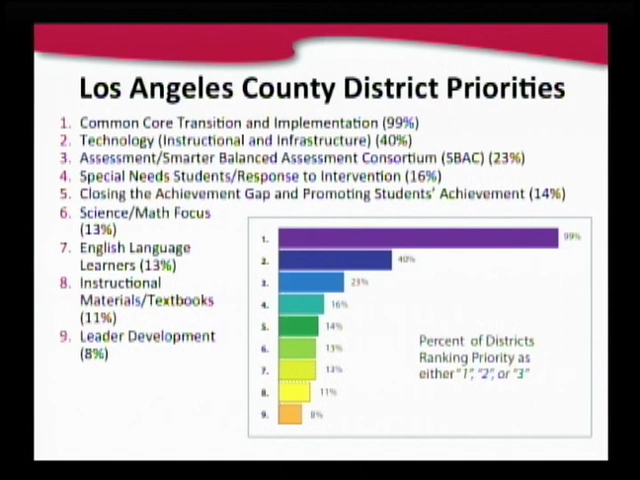 Los Angeles County District Priorities
1. Common Core Transition and Implementation (99%)
2. Technology (Instructional and Infrastructure) (40%)
3. Assessment/Smarter Balanced Assessment Consortium (SBAC) (23%)
4. Special Needs Students/Response to Intervention (16%)
5. Closing the Achievement Gap and Promoting Students' Achievement (14%)
6. Science/Math Focus
(13%)
7. English Language
Learners (13%)
8. Instructional
Materials/Textbooks
(11%)
9. Leader Development
(8%)
1. 99%
2. 40%
3. 23%
4. 16%
5. 14%
6. 13%
7. 13%
8. 11%
9. 8%
Percent of Districts
Ranking Priority as
either "1", "2", or "3"